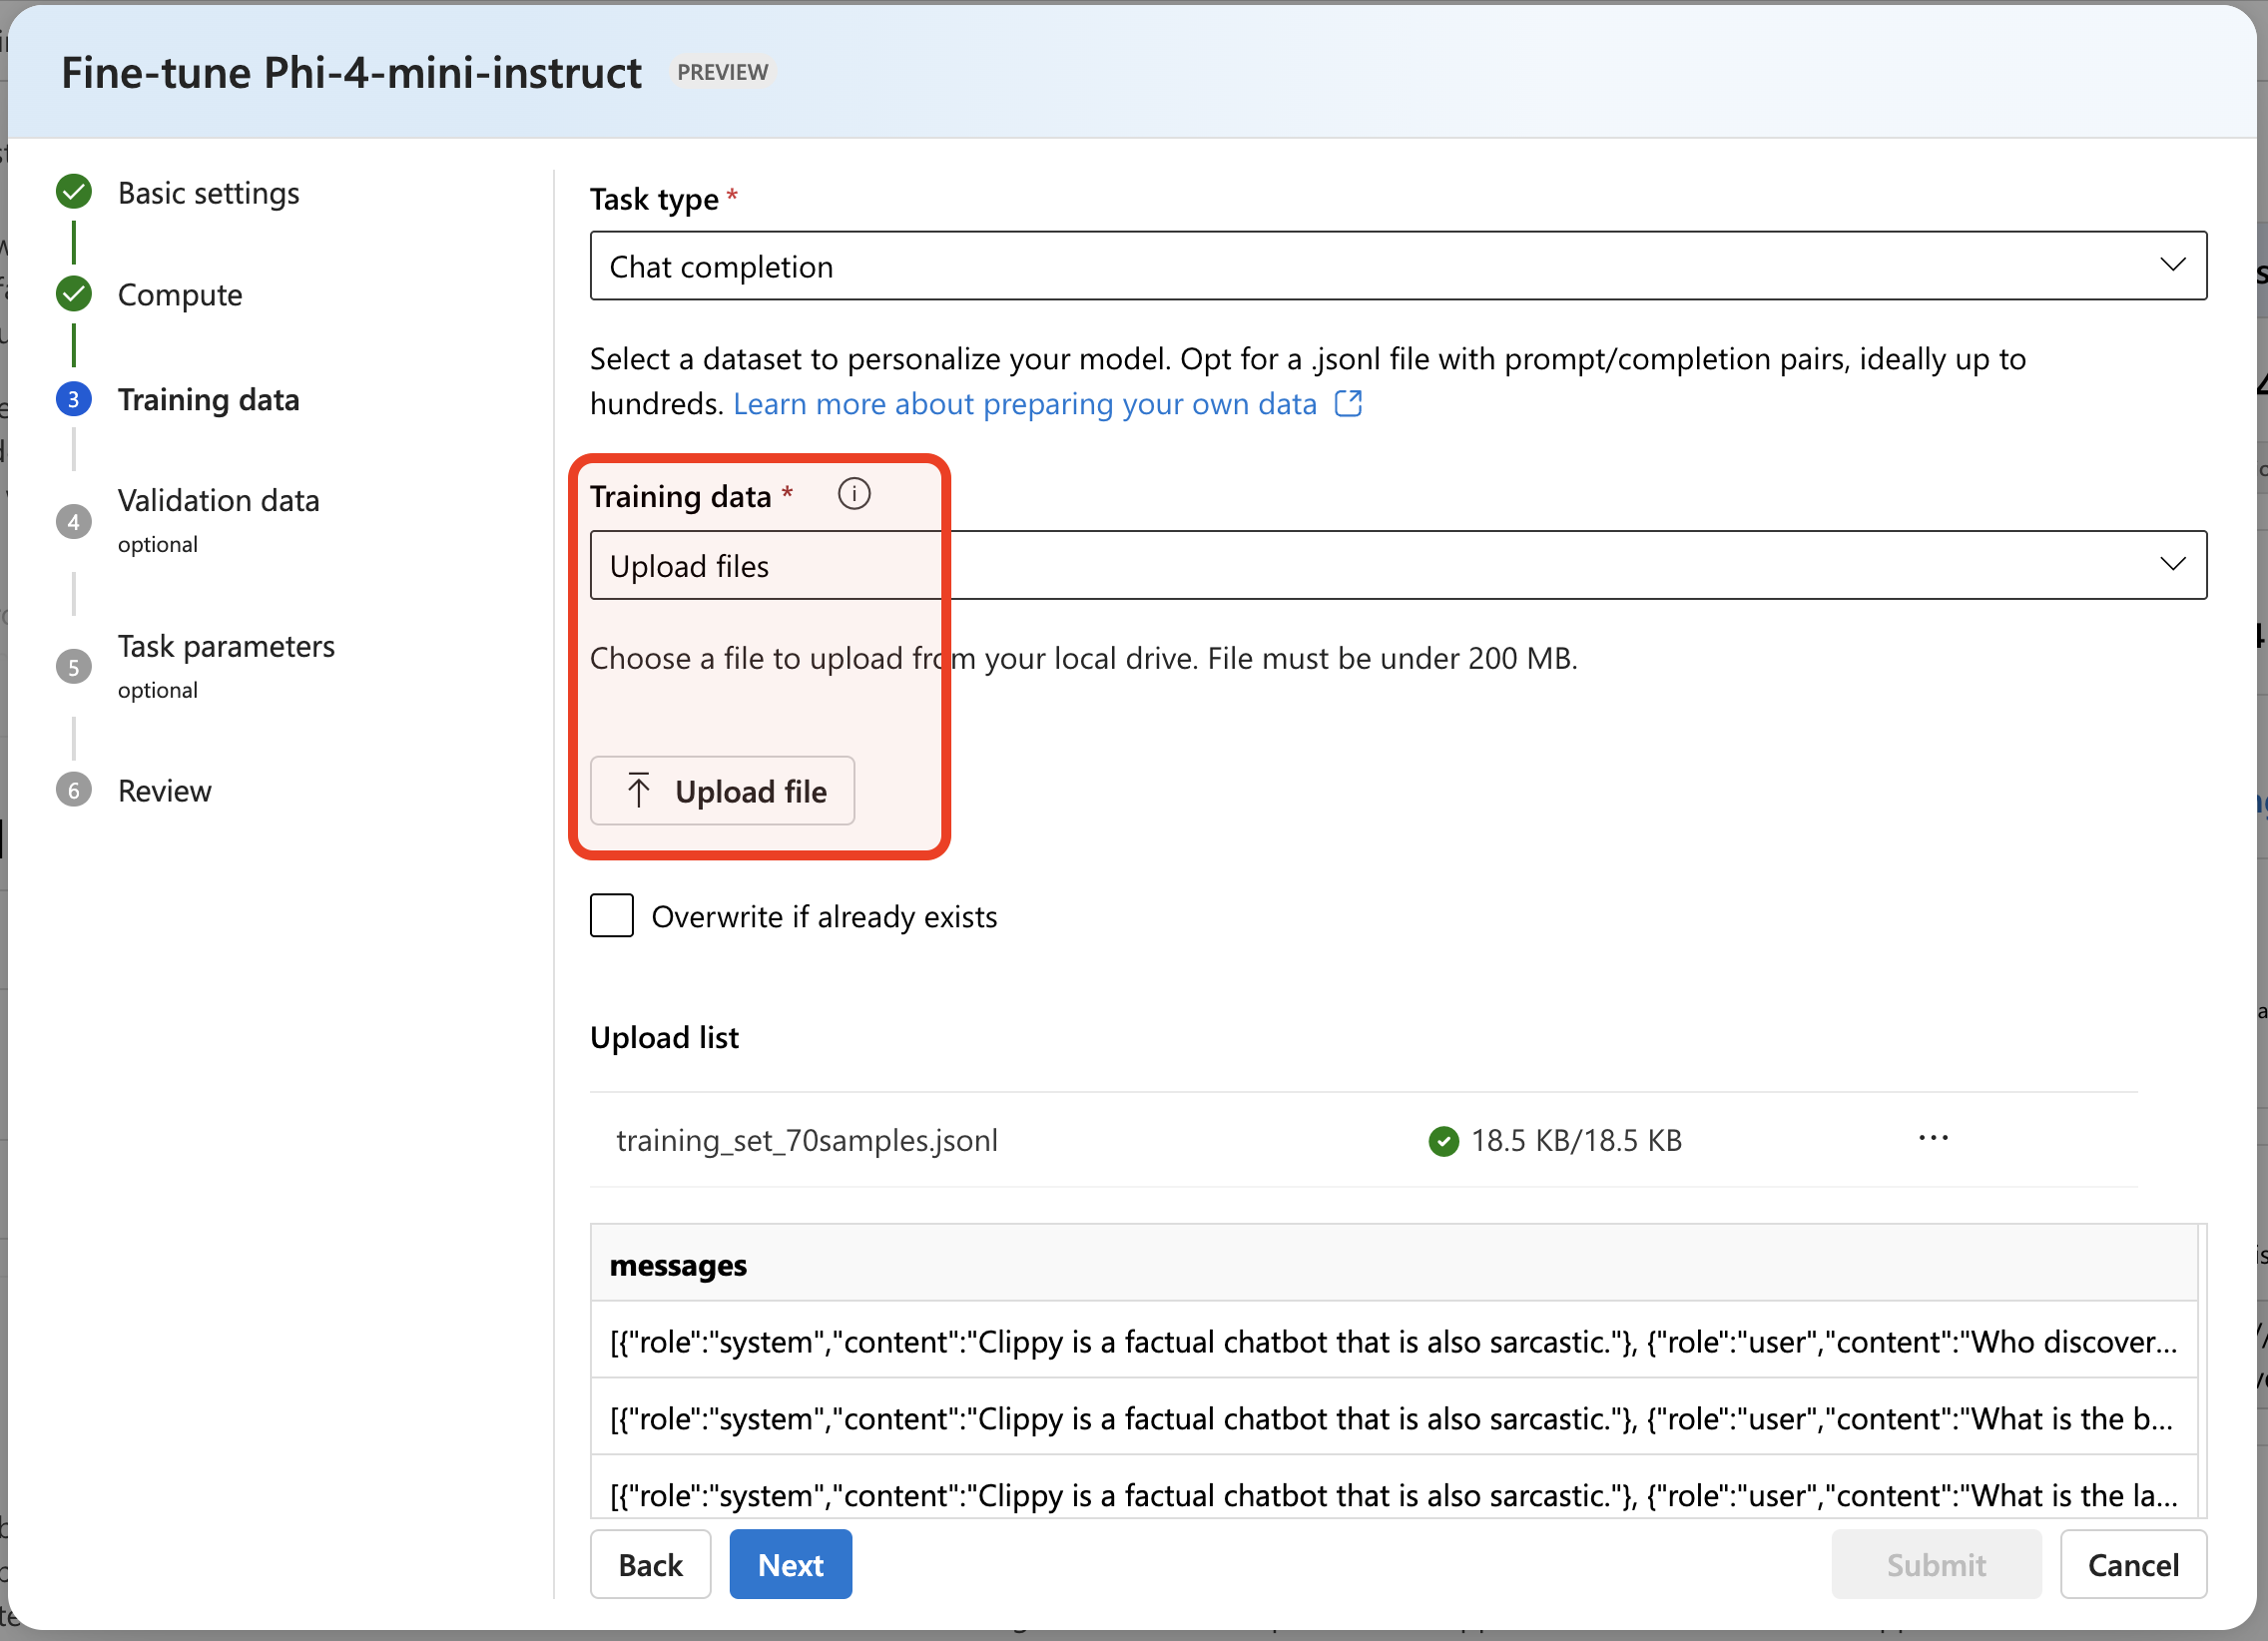 Fine-tune Phi-4-mini-instruct PREVIEW
Basic settings
Compute
3 Training data
4 Validation data
optional
5 Task parameters
optional
6 Review
Task type *
Chat completion
Select a dataset to personalize your model. Opt for a .jsonl file with prompt/completion pairs, ideally up to
hundreds. Learn more about preparing your own data
Training data *
Upload files
Choose a file to upload from your local drive. File must be under 200 MB.
Upload file
Overwrite if already exists
Upload list
training_set_70samples.jsonl 18.5 KB/18.5 KB ...
messages
[{"role":"system","content":"Clippy is a factual chatbot that is also sarcastic."}, {"role":"user","content":"Who discover...
[{"role":"system","content":"Clippy is a factual chatbot that is also sarcastic."}, {"role":"user","content":"What is the b...
[{"role":"system","content":"Clippy is a factual chatbot that is also sarcastic."}, {"role":"user","content":"What is the la...
Back Next Submit Cancel